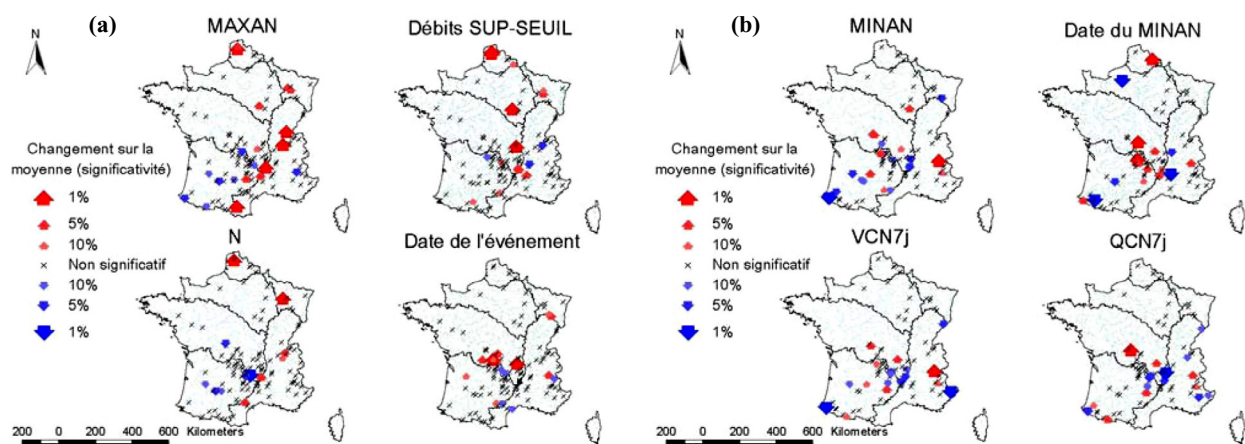 (a)
MAXAN
Débits SUP-SEUIL
N
Changement sur la
moyenne (significativité)
1%
5%
10%
Non significatif
10%
5%
1%
N
Date de l'événement
200 0 200 400 600 Kilometers
(b)
MINAN
Date du MINAN
N
Changement sur la
moyenne (significativité)
1%
5%
10%
Non significatif
10%
5%
1%
VCN7j
QCN7j
200 0 200 400 600 Kilometers